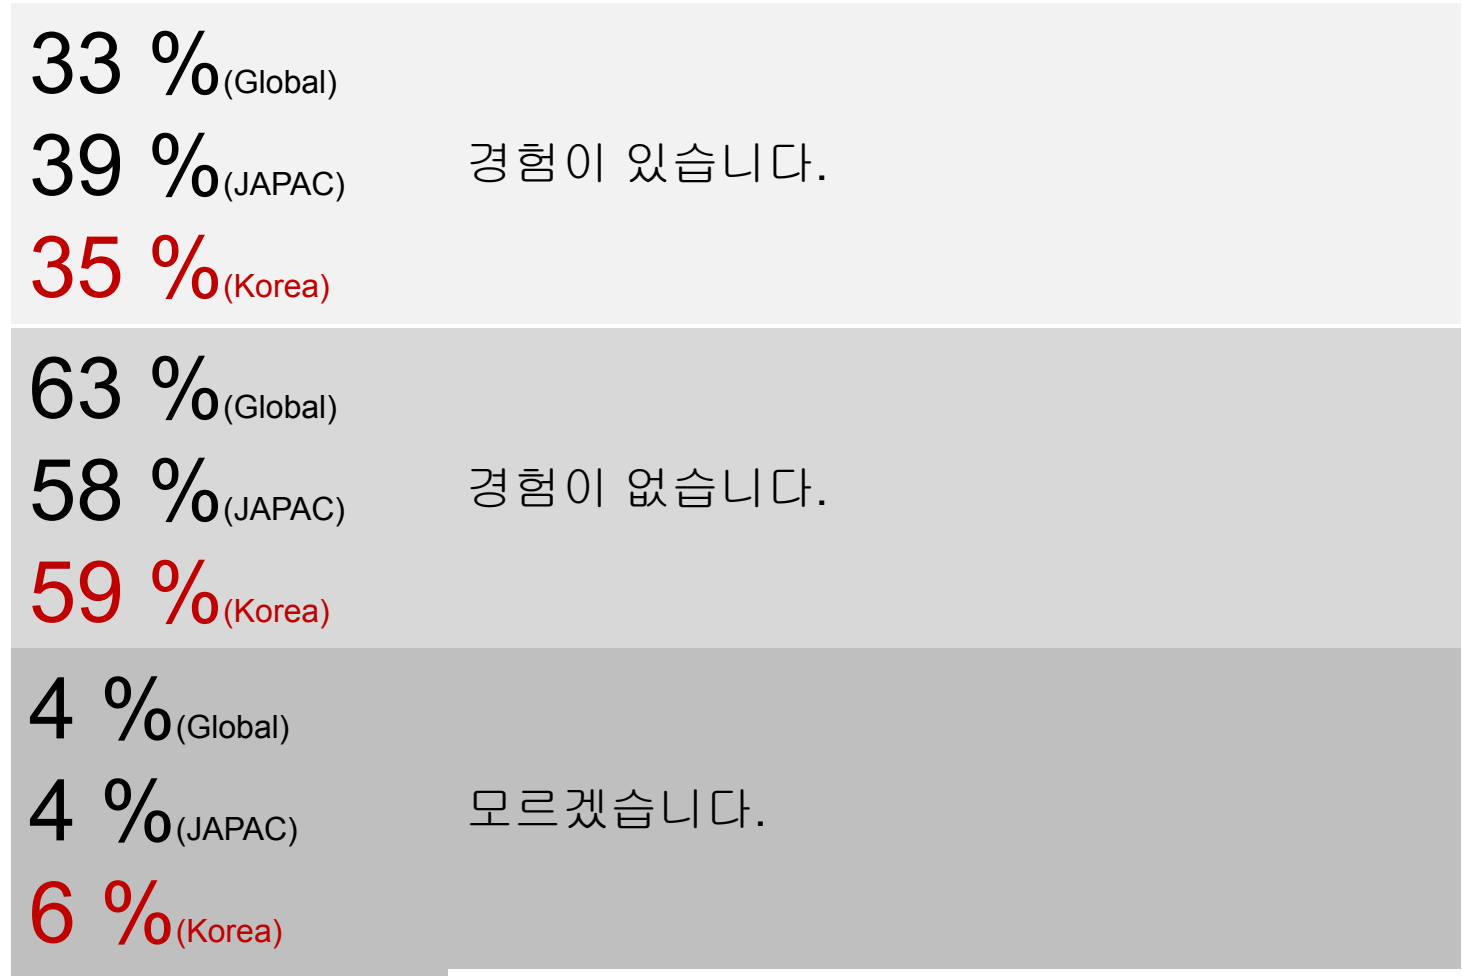 33 %(Global)
39 %(JAPAC)
35 %(Korea)
경험이 있습니다.
63 %(Global)
58 %(JAPAC)
59 %(Korea)
경험이 없습니다.
4 %(Global)
4 %(JAPAC)
6 %(Korea)
모르겠습니다.